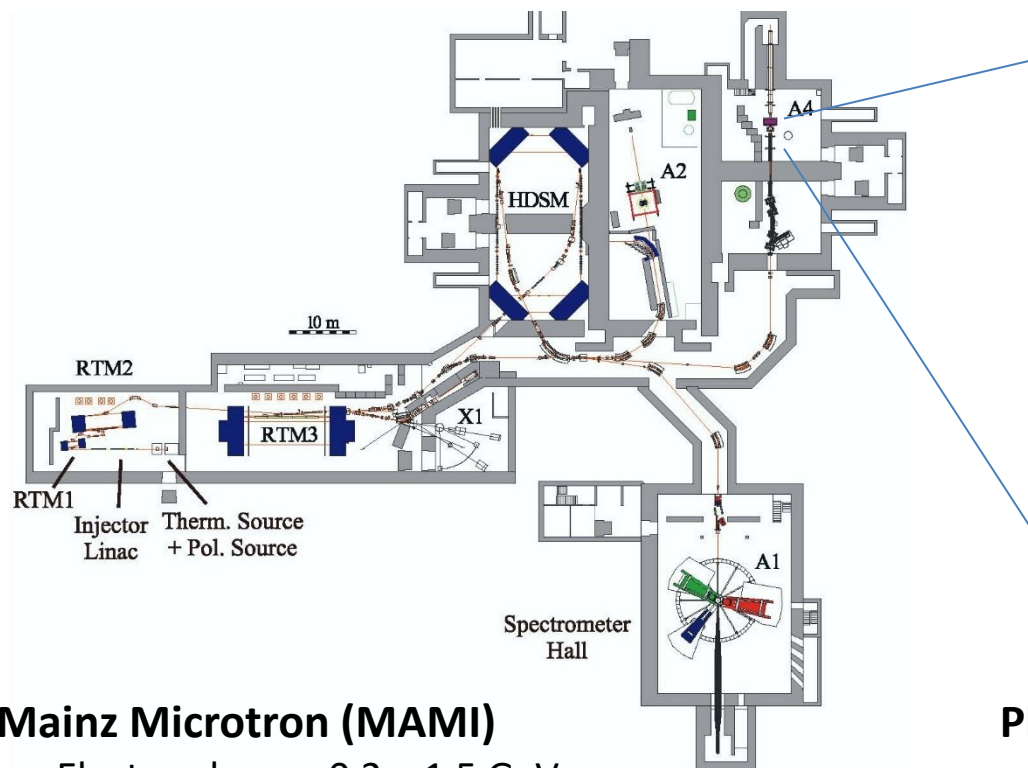 A4
A2
HDSM
10 m
RTM2
RTM3
X1
RTM1
Injector
Linac
Therm. Source
+ Pol. Source
A1
Spectrometer
Hall
Mainz Microtron (MAMI)